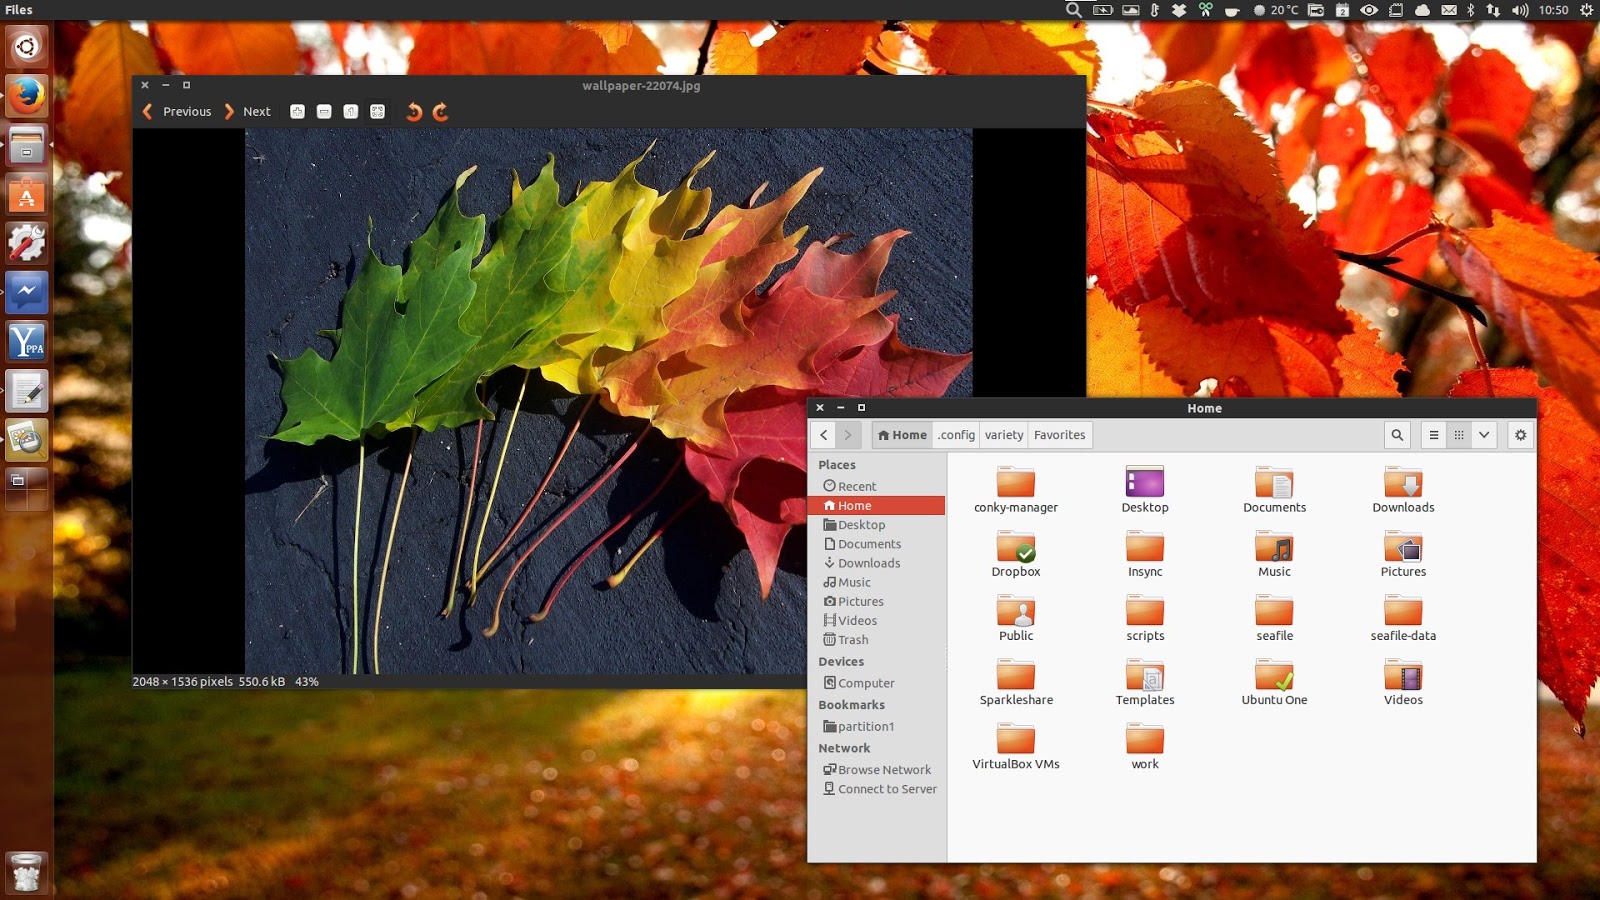 Files
20°C
2
10:50
wallpaper-22074.jpg
Previous Next
2048 × 1536 pixels 550.6 kB 43%
A
Y
PPA
Home
Home .config variety Favorites
Places
Recent
Home
Desktop
Documents
Downloads
Music
Pictures
Videos
Trash
Devices
Computer
Bookmarks
partition1
Network
Browse Network
Connect to Server
conky-manager Desktop Documents Downloads
Dropbox Insync Music Pictures
Public scripts seafile seafile-data
Sparkleshare Templates Ubuntu One Videos
VirtualBox VMs work